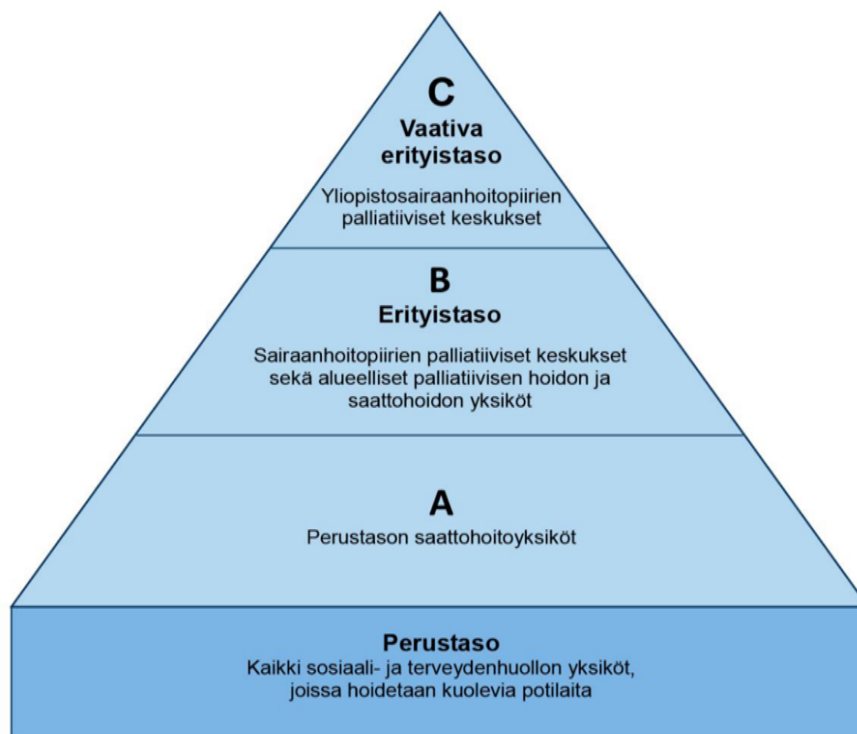 C
Vaativa
erityistaso
Yliopistosairaanhoitopiirien
palliatiiviset keskukset
B
Erityistaso
Sairaanhoitopiirien palliatiiviset keskukset
sekä alueelliset palliatiivisen hoidon ja
saattohoidon yksiköt
A
Perustason saattohoitoyksiköt
Perustaso
Kaikki sosiaali- ja terveydenhuollon yksiköt,
joissa hoidetaan kuolevia potilaita